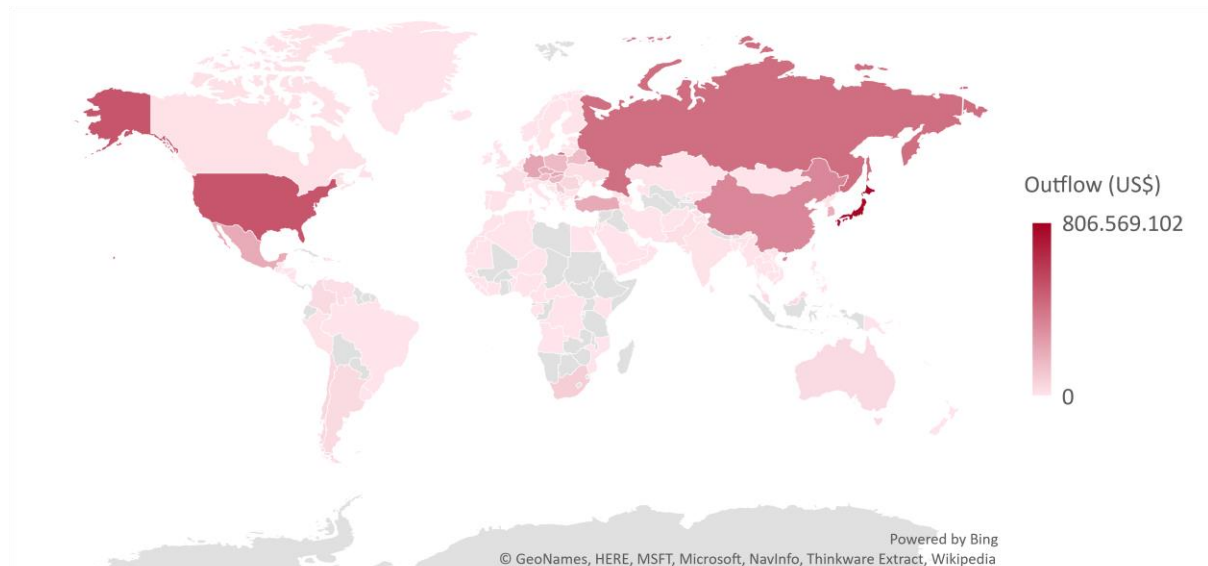 Outflow (US$)
806.569.102
0
Powered by Bing
© GeoNames, HERE, MSFT, Microsoft, NavInfo, Thinkware Extract, Wikipedia